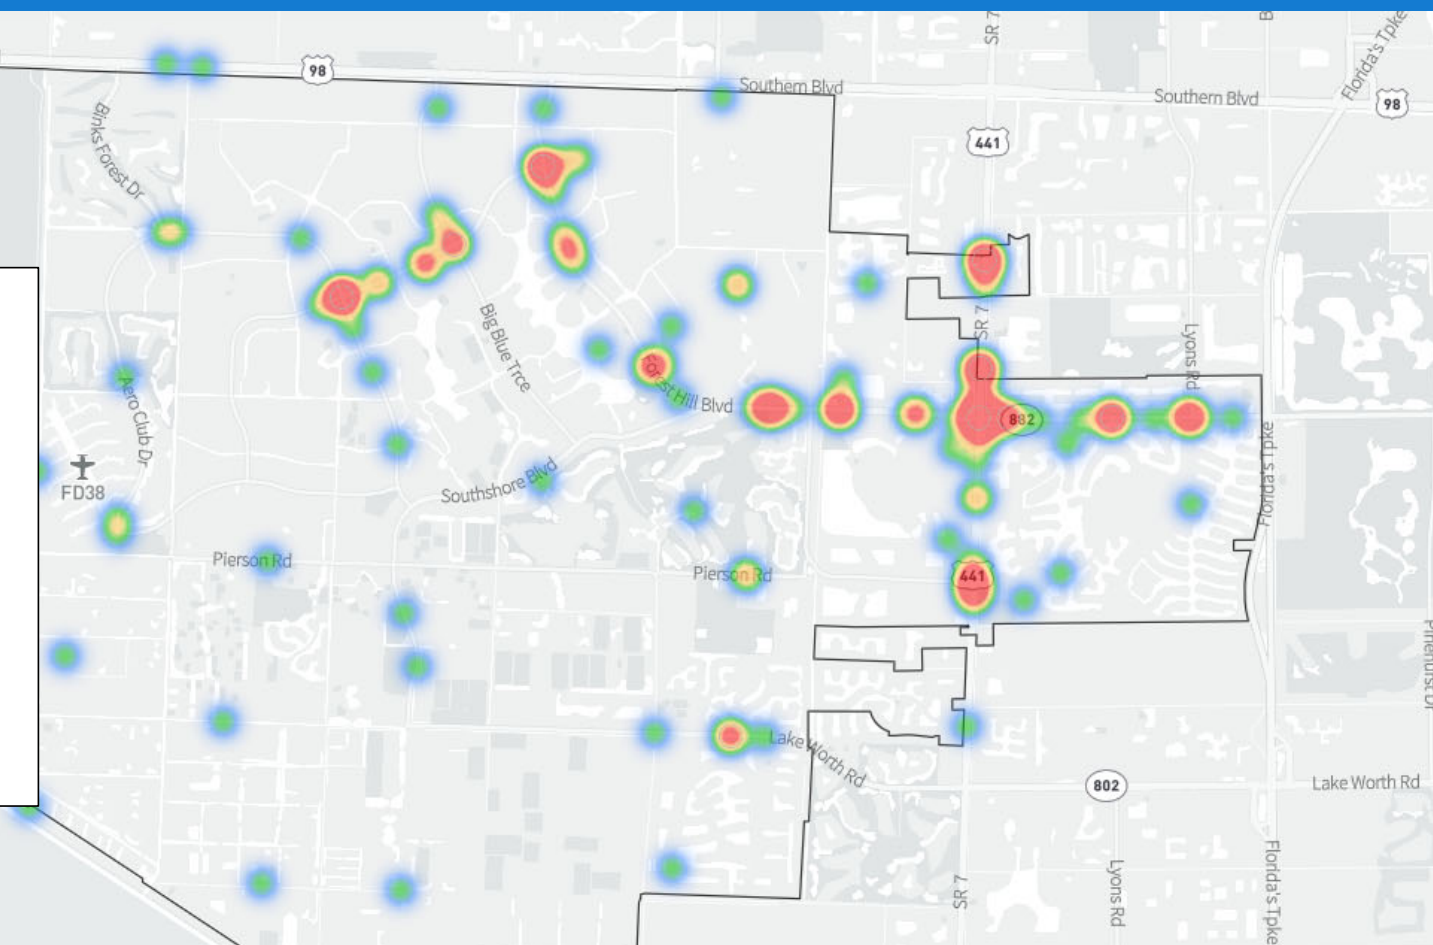 SR 7
B
Florida's Tpke
98
Southern Blvd
Southern Blvd
98
Binks Forest Dr
441
SR 7
Big Blue Trce
Lyons Rd
Aero Club Dr
Forest Hill Blvd
882
Florida's Tpke
FD38
Southshore Blvd
Pierson Rd
Pierson Rd
441
Pinehurst Dr
Lake Worth Rd
802
Lake Worth Rd
SR 7
Lyons Rd
Florida's Tpke